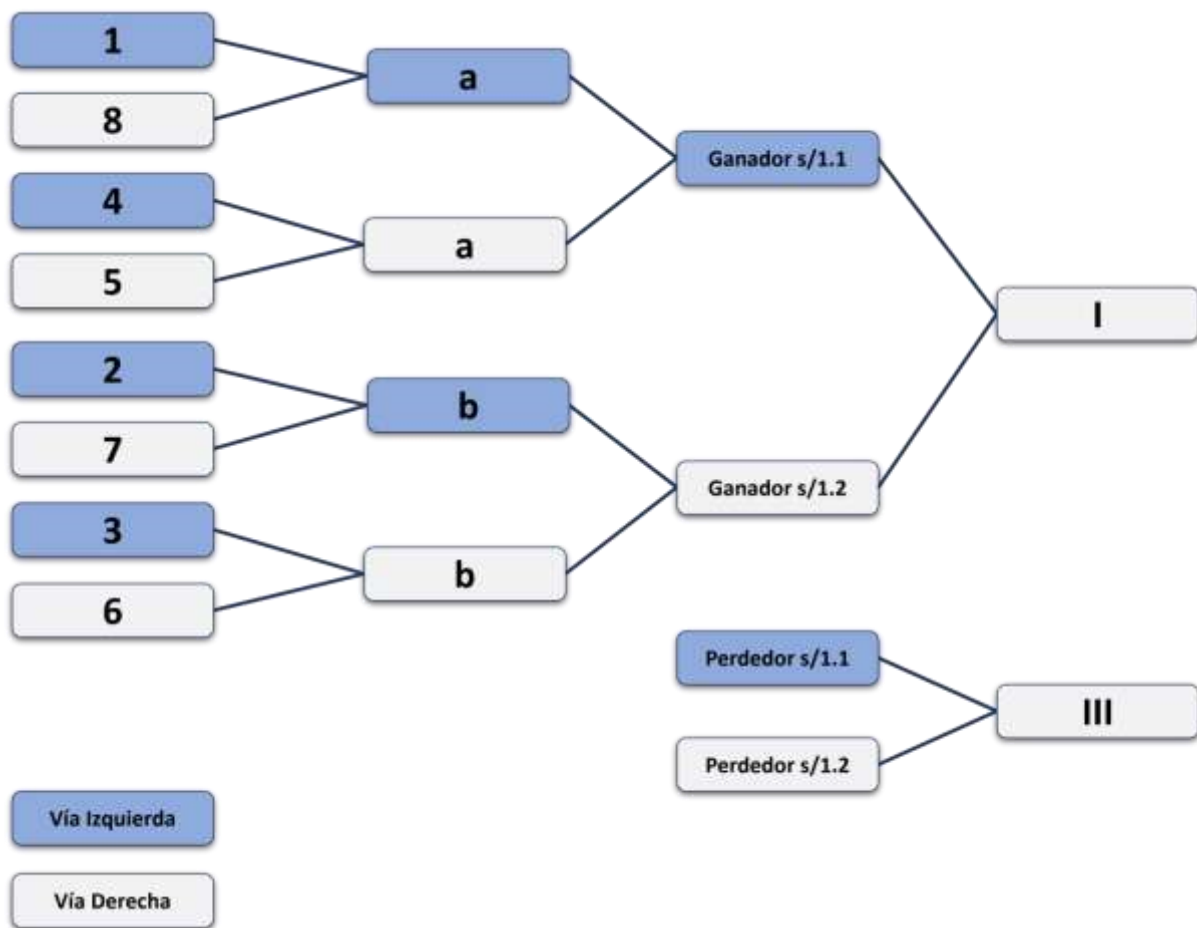 1
8
4
5
2
7
3
6
a
a
b
b
Ganador s/1.1
Ganador s/1.2
I
Perdedor s/1.1
Perdedor s/1.2
III
Vía Izquierda
Vía Derecha